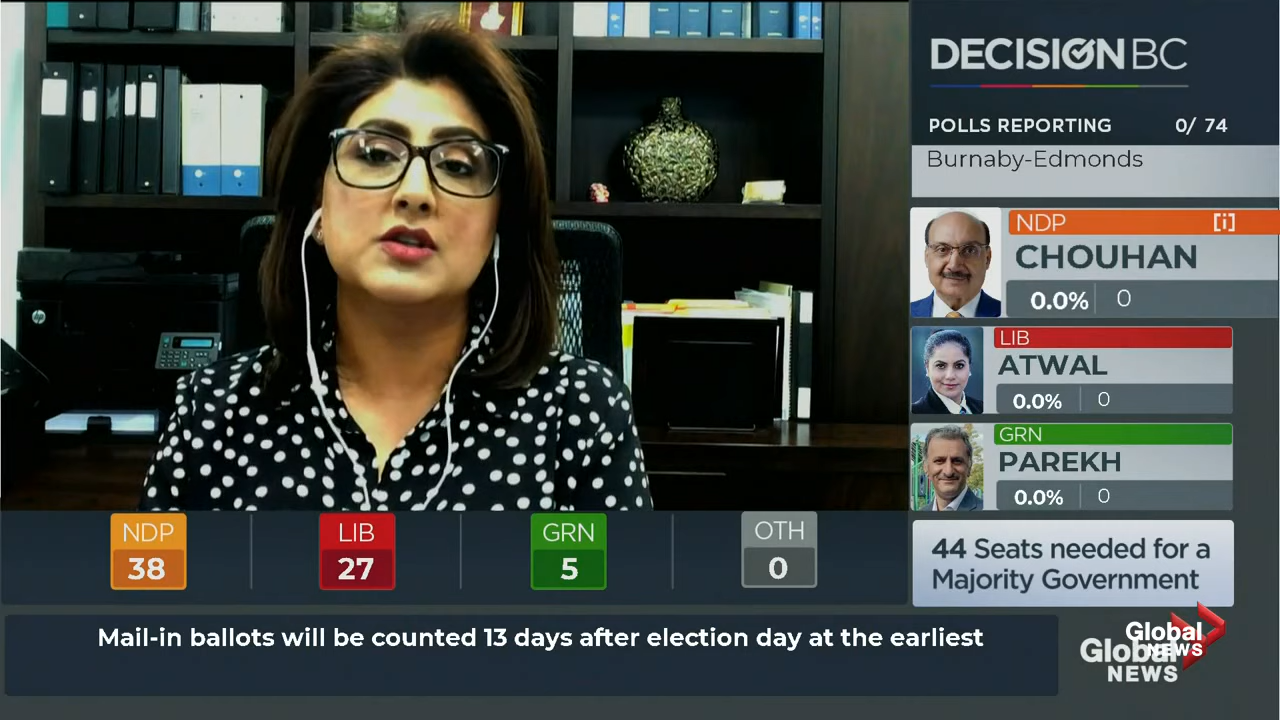 DECISION BC
POLLS REPORTING 0/ 74
Burnaby-Edmonds
NDP [i]
CHOUHAN
0.0% 0
LIB
ATWAL
0.0% 0
GRN
PAREKH
0.0% 0
44 Seats needed for a
Majority Government
NDP
38
LIB
27
GRN
5
OTH
0
Mail-in ballots will be counted 13 days after election day at the earliest
Global
NEWS
Global
NEWS
hp